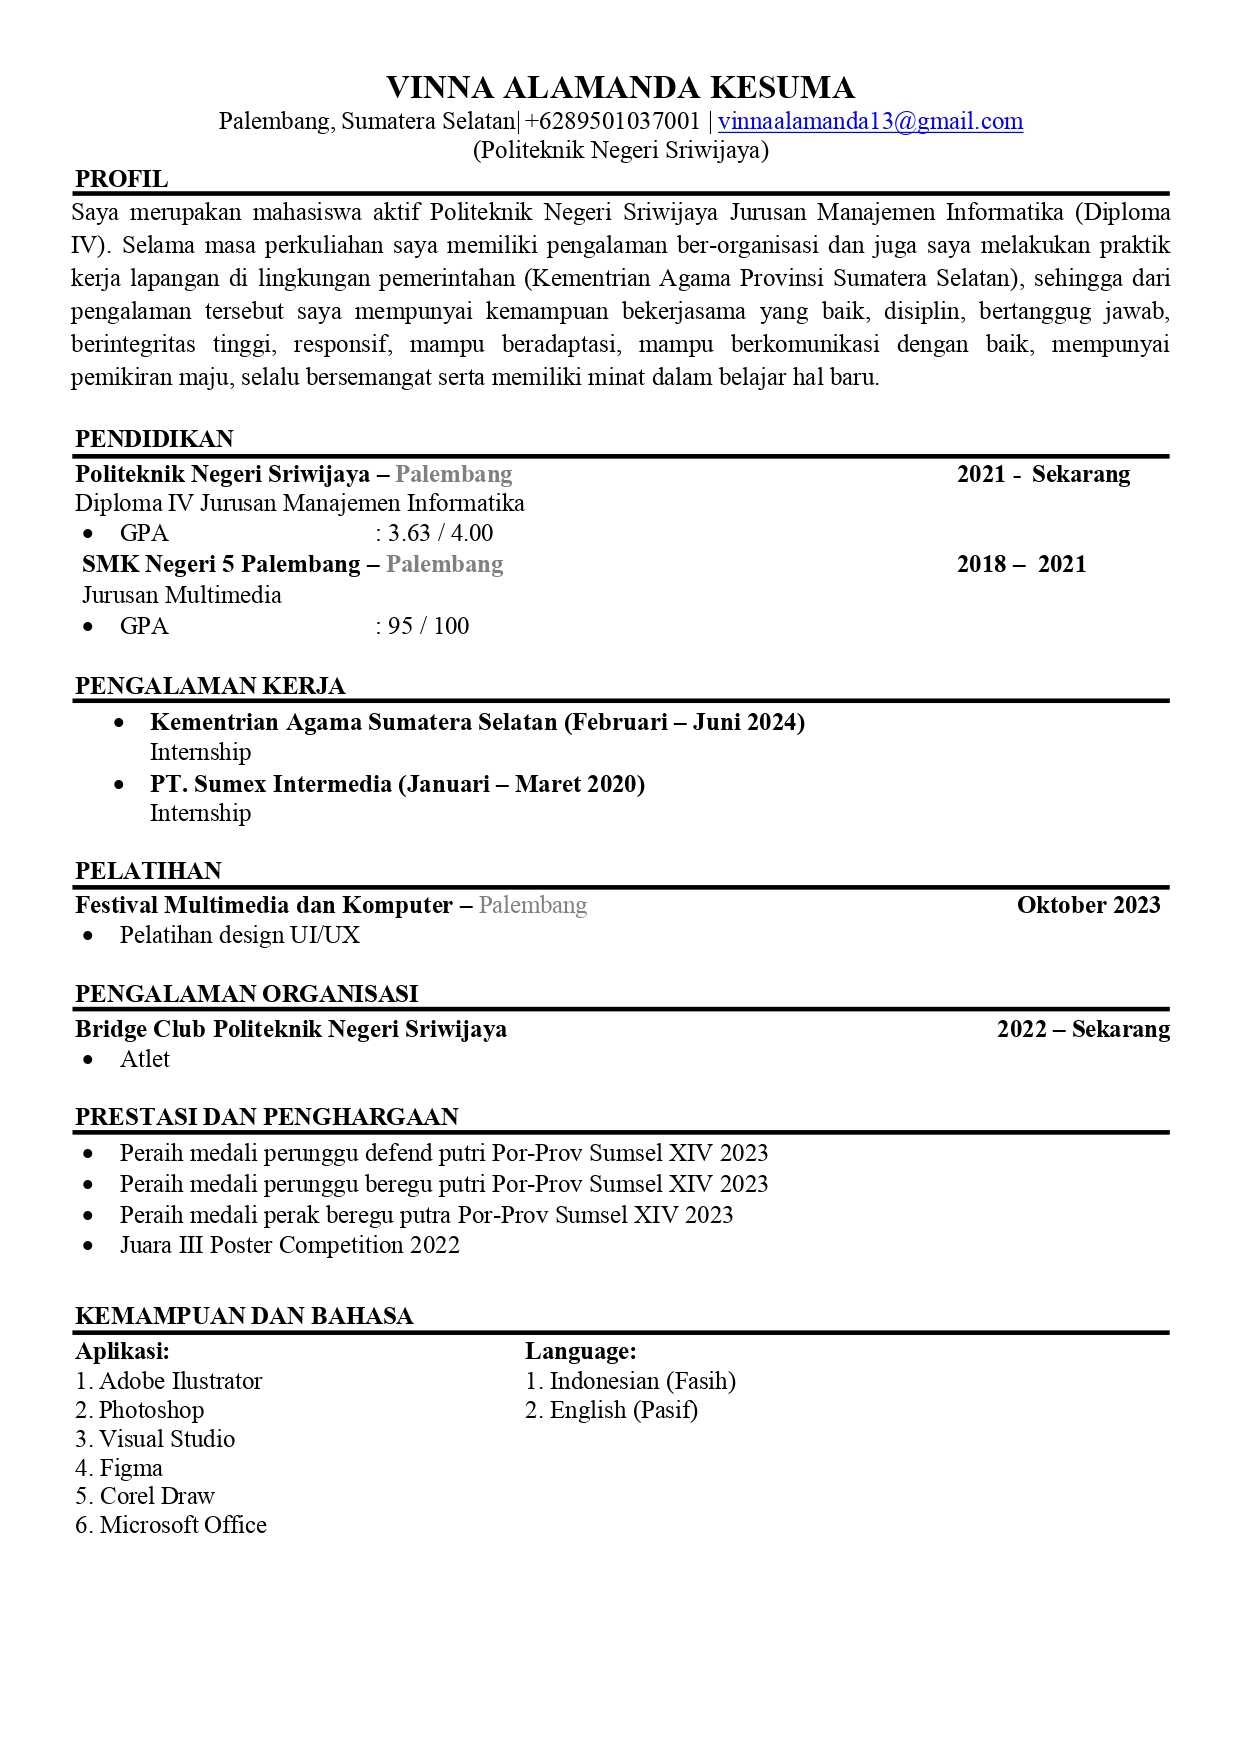 VINNA ALAMANDA KESUMA
Palembang, Sumatera Selatan| +6289501037001 | vinnaalamanda13@gmail.com
(Politeknik Negeri Sriwijaya)
PROFIL
Saya merupakan mahasiswa aktif Politeknik Negeri Sriwijaya Jurusan Manajemen Informatika (Diploma
IV). Selama masa perkuliahan saya memiliki pengalaman ber-organisasi dan juga saya melakukan praktik
kerja lapangan di lingkungan pemerintahan (Kementrian Agama Provinsi Sumatera Selatan), sehingga dari
pengalaman tersebut saya mempunyai kemampuan bekerjasama yang baik, disiplin, bertanggug jawab,
berintegritas tinggi, responsif, mampu beradaptasi, mampu berkomunikasi dengan baik, mempunyai
pemikiran maju, selalu bersemangat serta memiliki minat dalam belajar hal baru.
PENDIDIKAN
Politeknik Negeri Sriwijaya – Palembang 2021 - Sekarang
Diploma IV Jurusan Manajemen Informatika
• GPA : 3.63 / 4.00
SMK Negeri 5 Palembang – Palembang 2018 – 2021
Jurusan Multimedia
• GPA : 95 / 100
PENGALAMAN KERJA
• Kementrian Agama Sumatera Selatan (Februari – Juni 2024)
Internship
• PT. Sumex Intermedia (Januari – Maret 2020)
Internship
PELATIHAN
Festival Multimedia dan Komputer – Palembang Oktober 2023
• Pelatihan design UI/UX
PENGALAMAN ORGANISASI
Bridge Club Politeknik Negeri Sriwijaya 2022 – Sekarang
• Atlet
PRESTASI DAN PENGHARGAAN
• Peraih medali perunggu defend putri Por-Prov Sumsel XIV 2023
• Peraih medali perunggu beregu putri Por-Prov Sumsel XIV 2023
• Peraih medali perak beregu putra Por-Prov Sumsel XIV 2023
• Juara III Poster Competition 2022
KEMAMPUAN DAN BAHASA
Aplikasi:
1. Adobe Ilustrator
2. Photoshop
3. Visual Studio
4. Figma
5. Corel Draw
6. Microsoft Office
Language:
1. Indonesian (Fasih)
2. English (Pasif)